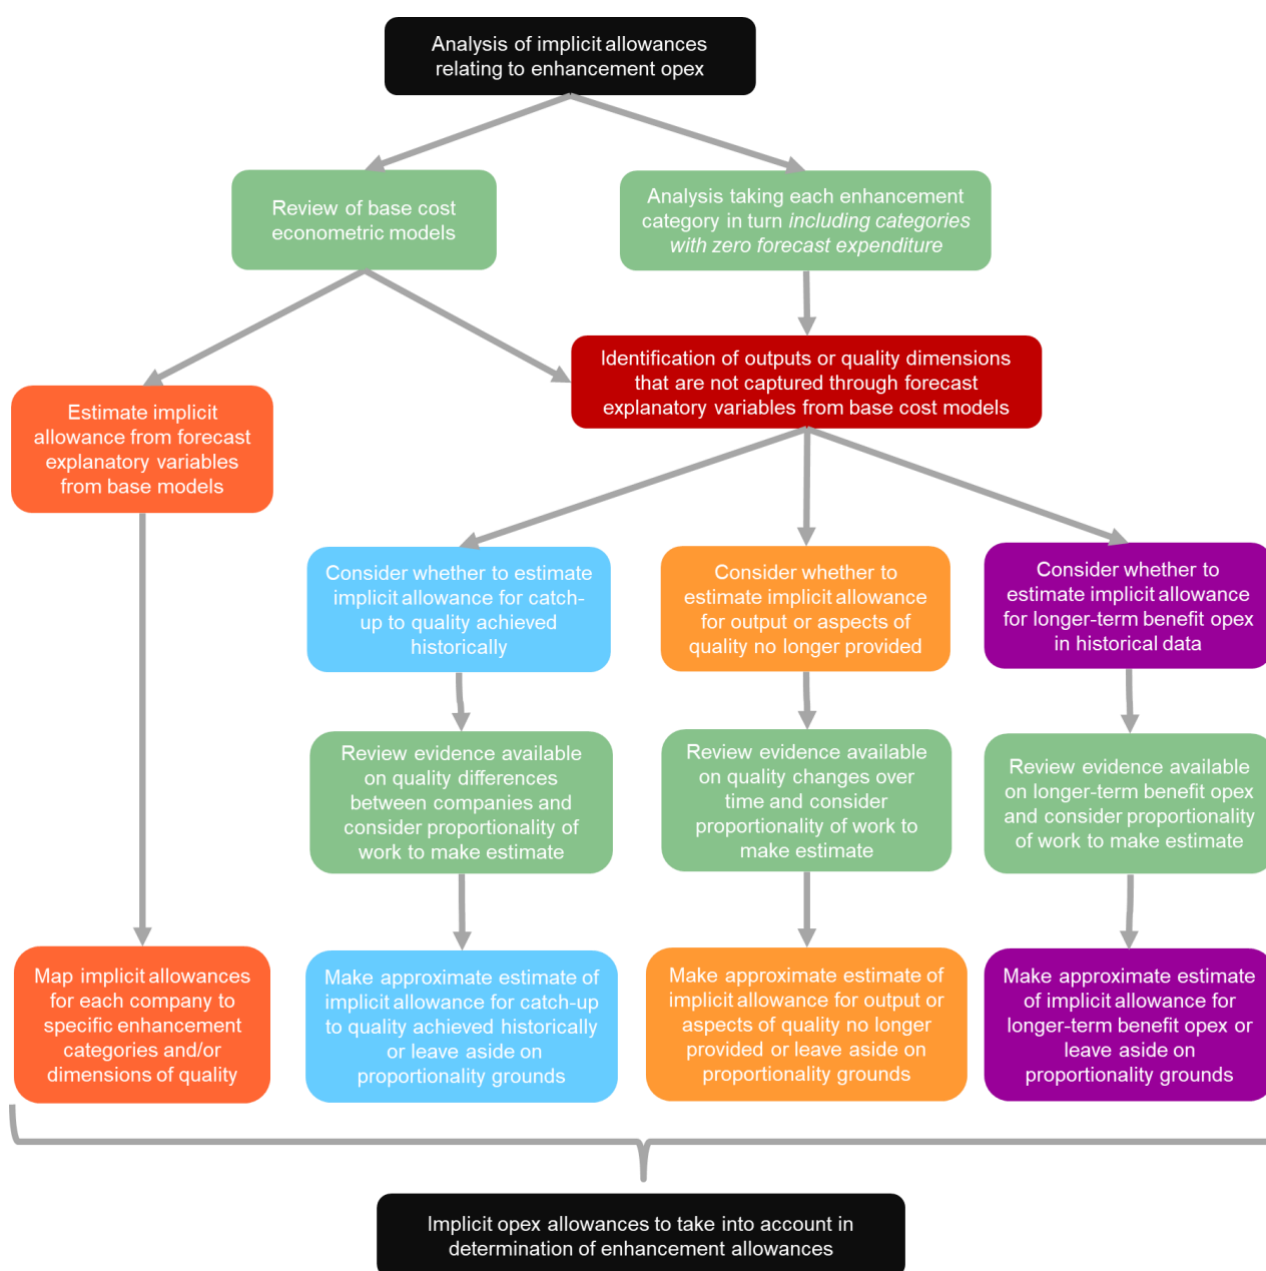 Analysis of implicit allowances
relating to enhancement opex
Review of base cost
econometric models
Analysis taking each enhancement
category in turn including categories
with zero forecast expenditure
Identification of outputs or quality dimensions
that are not captured through forecast
explanatory variables from base cost models
Estimate implicit
allowance from forecast
explanatory variables
from base models
Consider whether to estimate
implicit allowance for catch-
up to quality achieved
historically
Consider whether to
estimate implicit allowance
for output or aspects of
quality no longer provided
Consider whether to
estimate implicit allowance
for longer-term benefit opex
in historical data
Review evidence available
on quality differences
between companies and
consider proportionality of
work to make estimate
Review evidence available
on quality changes over
time and consider
proportionality of work to
make estimate
Review evidence available
on longer-term benefit opex
and consider proportionality
of work to make estimate
Map implicit allowances
for each company to
specific enhancement
categories and/or
dimensions of quality
Make approximate estimate of
implicit allowance for catch-up
to quality achieved historically
or leave aside on
proportionality grounds
Make approximate estimate of
implicit allowance for output or
aspects of quality no longer
provided or leave aside on
proportionality grounds
Make approximate estimate
of implicit allowance for
longer-term benefit opex or
leave aside on
proportionality grounds
Implicit opex allowances to take into account in
determination of enhancement allowances